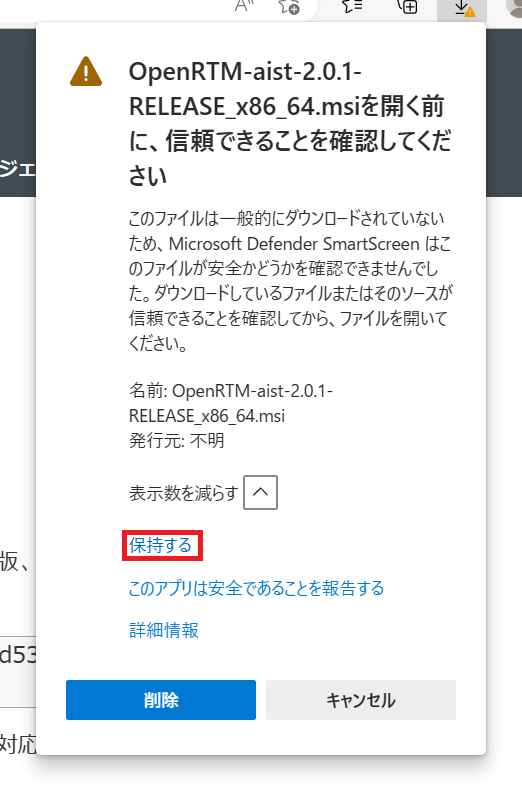 OpenRTM-aist-2.0.1-
RELEASE_x86_64.msiを開く前
に、信頼できることを確認してくだ
さい
ジェ
このファイルは一般的にダウンロードされていない
ため、Microsoft Defender SmartScreen はこ
のファイルが安全かどうかを確認できませんでし
た。ダウンロードしているファイルまたはそのソースが
信頼できることを確認してから、ファイルを開いて
ください。
名前: OpenRTM-aist-2.0.1-
RELEASE_x86_64.msi
発行元: 不明
表示数を減らす
保持する
版、
このアプリは安全であることを報告する
詳細情報
d53
削除
キャンセル
対応